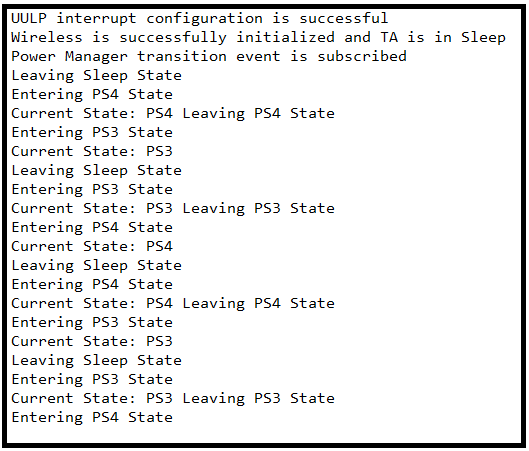 UULP interrupt configuration is successful
Wireless is successfully initialized and TA is in Sleep
Power Manager transition event is subscribed
Leaving Sleep State
Entering PS4 State
Current State: PS4 Leaving PS4 State
Entering PS3 State
Current State: PS3
Leaving Sleep State
Entering PS3 State
Current State: PS3 Leaving PS3 State
Entering PS4 State
Current State: PS4
Leaving Sleep State
Entering PS4 State
Current State: PS4 Leaving PS4 State
Entering PS3 State
Current State: PS3
Leaving Sleep State
Entering PS3 State
Current State: PS3 Leaving PS3 State
Entering PS4 State